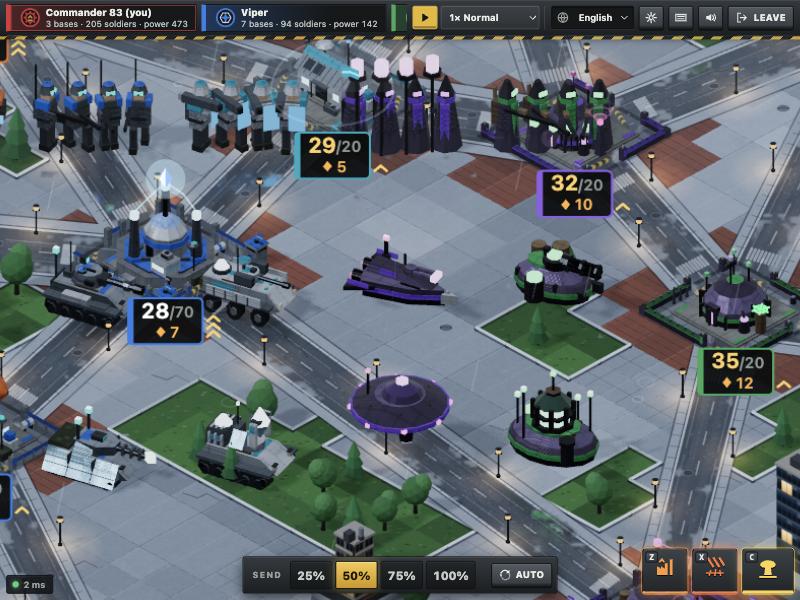 Commander 83 (you)
3 bases · 205 soldiers · power 473
Viper
7 bases · 94 soldiers · power 142
1x Normal
English
LEAVE
29/20
5
32/20
10
28/70
7
35/20
12
SEND
25%
50%
75%
100%
AUTO
2 ms
Z
X
C